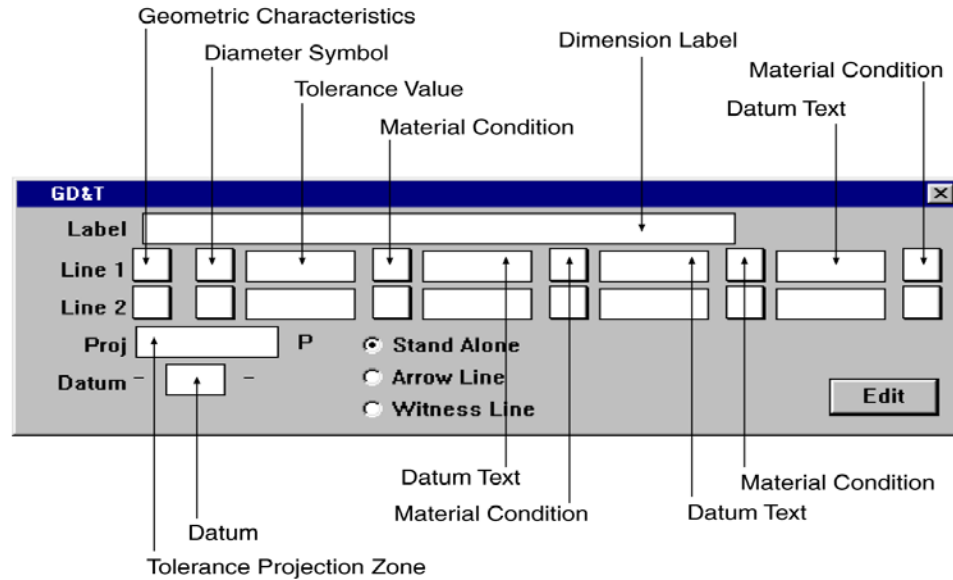 Geometric Characteristics
Diameter Symbol
Dimension Label
Tolerance Value
Material Condition
Material Condition
Datum Text
GD&T
Label
Line 1
Line 2
Proj
P
Stand Alone
Datum - -
Arrow Line
Witness Line
Edit
Datum Text
Material Condition
Material Condition
Datum Text
Datum
Tolerance Projection Zone